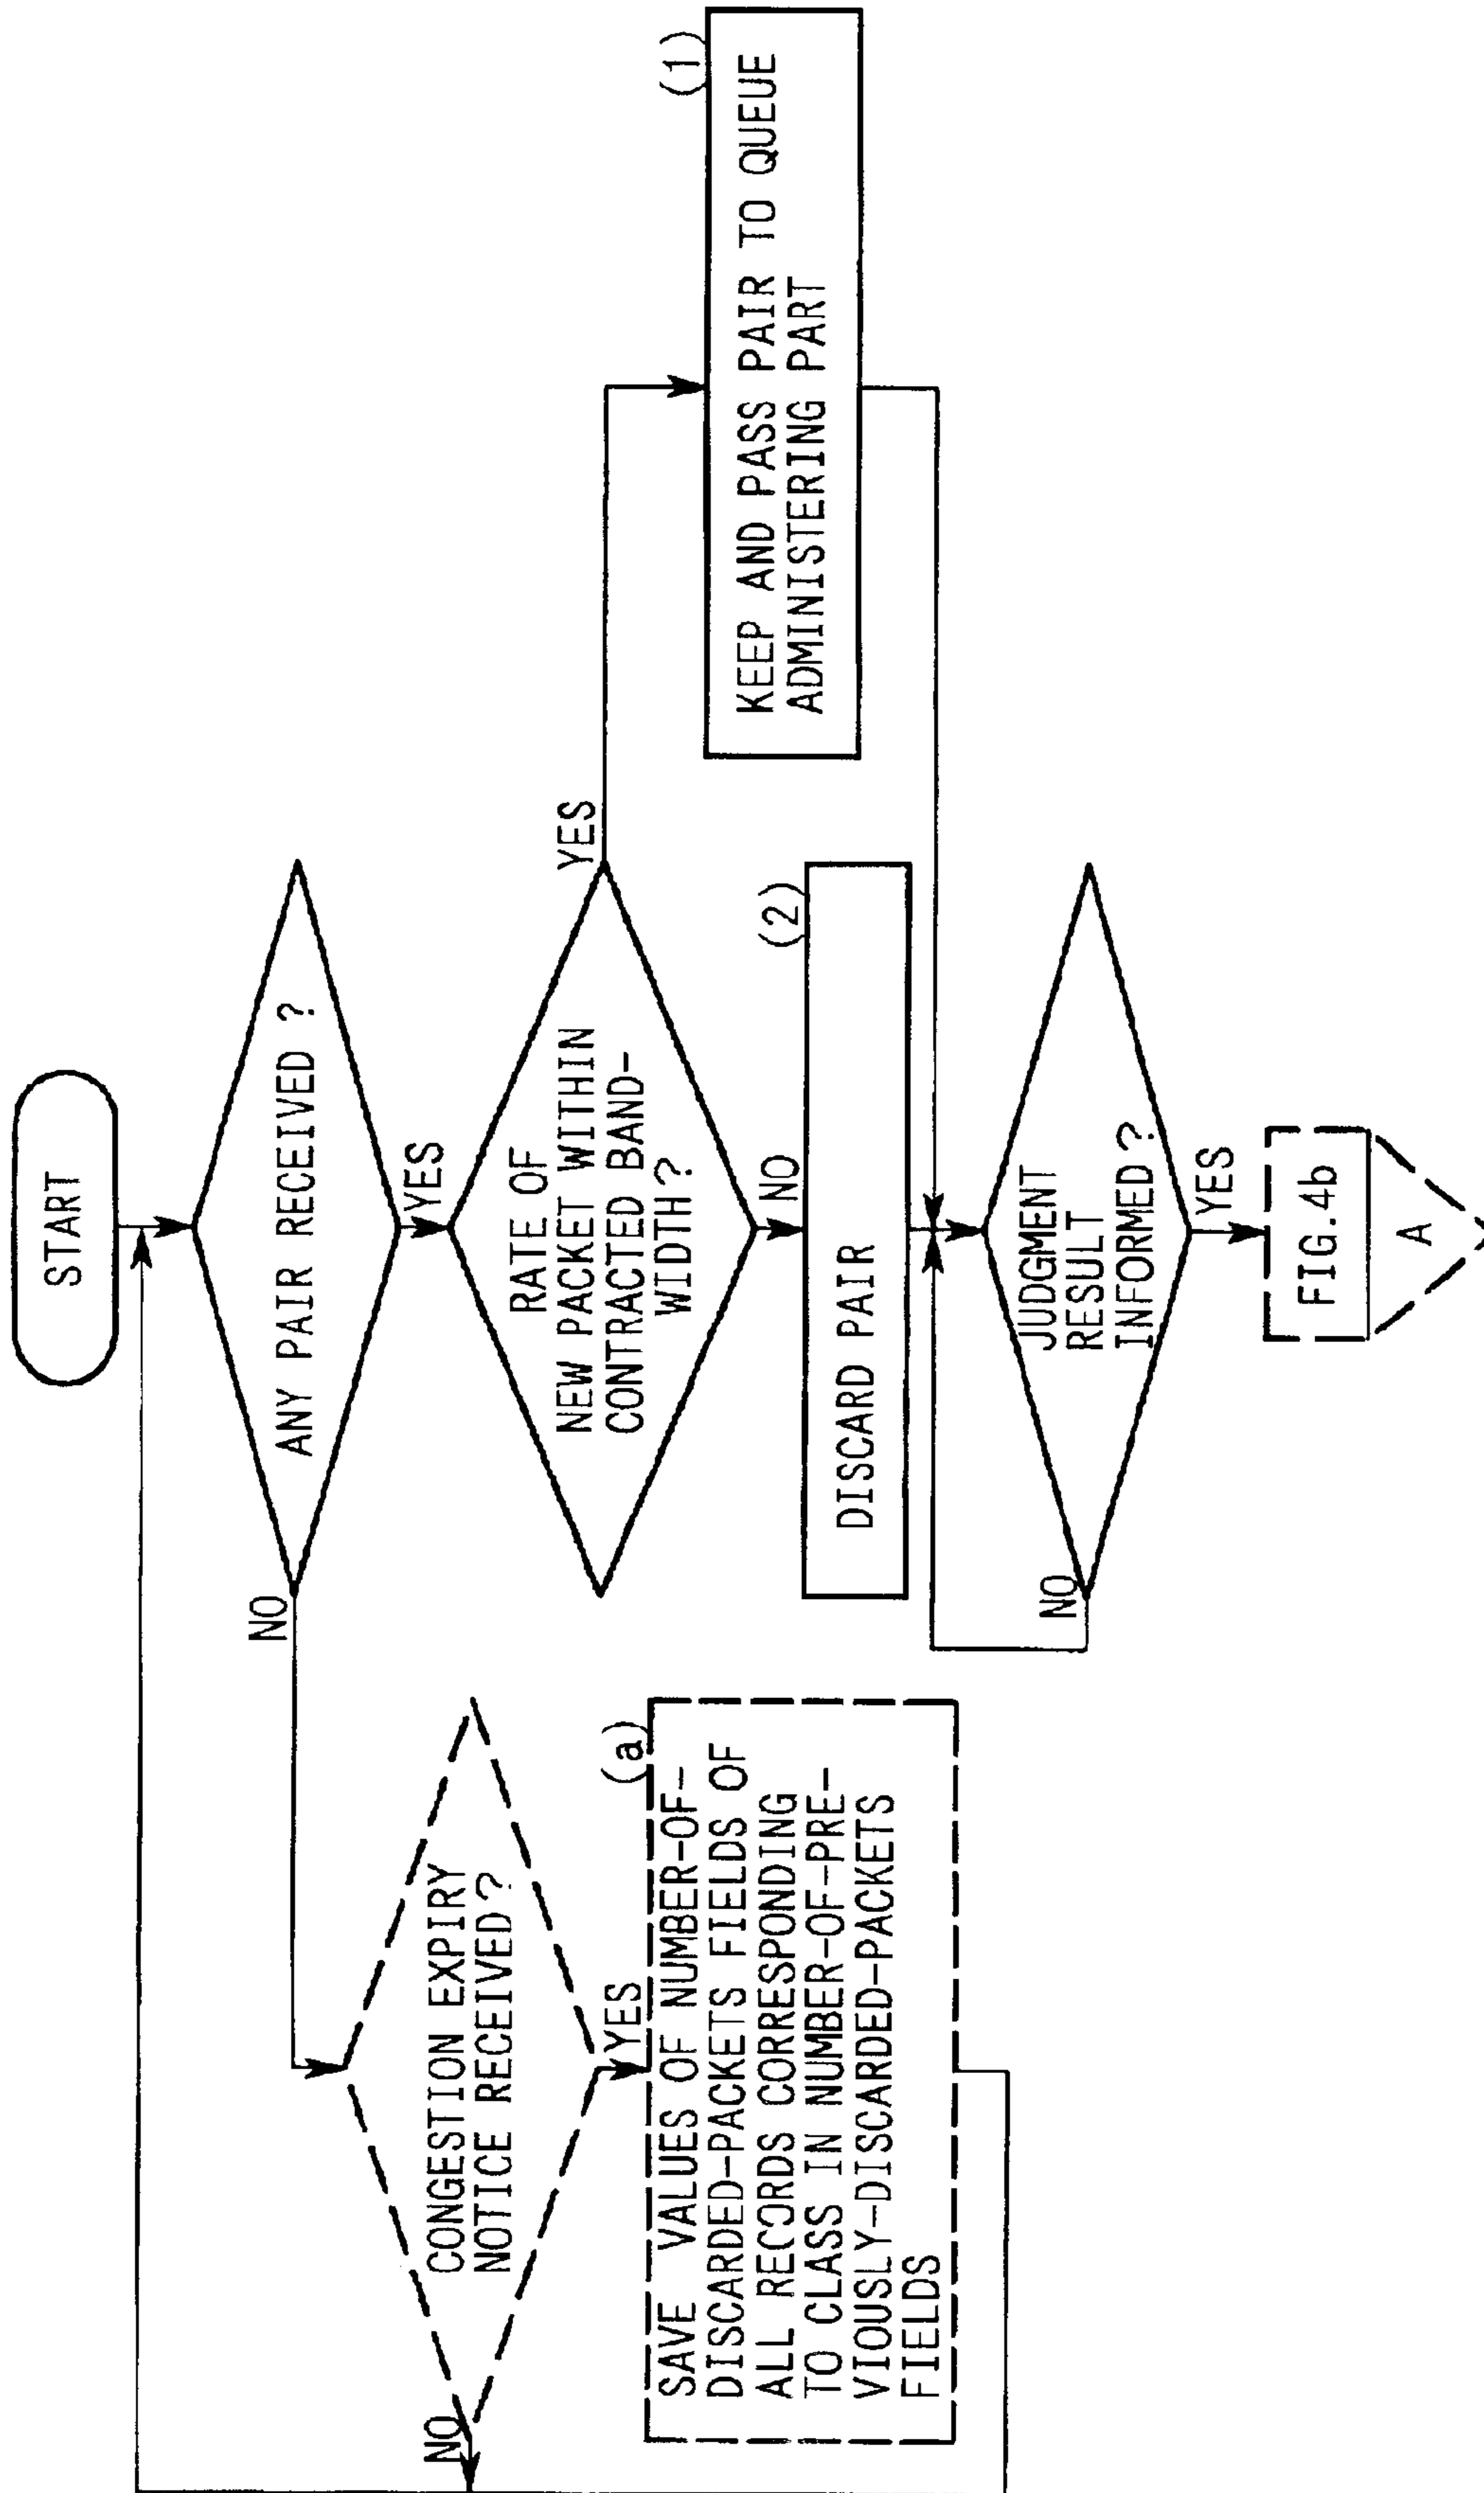 START
ANY PAIR RECEIVED ?
NO
YES
CONGESTION EXPIRY
NOTICE RECEIVED?
NO
YES
(a)
SAVE VALUES OF NUMBER-OF-
DISCARDED-PACKETS FIELDS OF
ALL RECORDS CORRESPONDING
TO CLASS IN NUMBER-OF-PRE-
VIOUSLY-DISCARDED-PACKETS
FIELDS
RATE OF
NEW PACKET WITHIN
CONTRACTED BAND-
WIDTH?
YES
NO
(1)
KEEP AND PASS PAIR TO QUEUE
ADMINISTERING PART
(2)
DISCARD PAIR
JUDGMENT
RESULT
INFORMED?
NO
YES
FIG.4b
A